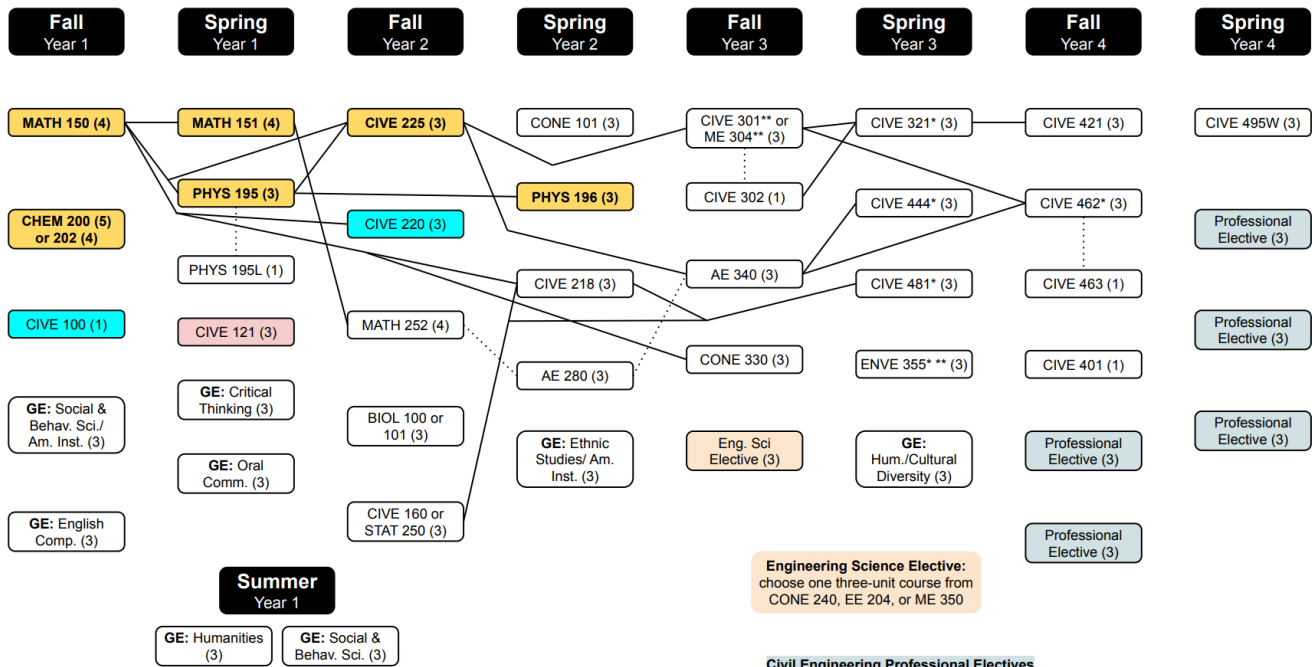 Fall
Year 1
Spring
Year 1
Fall
Year 2
Spring
Year 2
Fall
Year 3
Spring
Year 3
Fall
Year 4
Spring
Year 4
MATH 150 (4)
CHEM 200 (5)
or 202 (4)
CIVE 100 (1)
GE: Social &
Behav. Sci./
Am. Inst. (3)
GE: English
Comp. (3)
MATH 151 (4)
PHYS 195 (3)
PHYS 195L (1)
CIVE 121 (3)
GE: Critical
Thinking (3)
GE: Oral
Comm. (3)
Summer
Year 1
GE: Humanities
(3)
GE: Social &
Behav. Sci. (3)
CIVE 225 (3)
CIVE 220 (3)
MATH 252 (4)
BIOL 100 or
101 (3)
CIVE 160 or
STAT 250 (3)
CONE 101 (3)
PHYS 196 (3)
CIVE 218 (3)
AE 280 (3)
GE: Ethnic
Studies/ Am.
Inst. (3)
CIVE 301** or
ME 304** (3)
CIVE 302 (1)
AE 340 (3)
CONE 330 (3)
Eng. Sci
Elective (3)
CIVE 321* (3)
CIVE 444* (3)
CIVE 481* (3)
ENVE 355* ** (3)
GE:
Hum./Cultural
Diversity (3)
CIVE 421 (3)
CIVE 462* (3)
CIVE 463 (1)
CIVE 401 (1)
Professional
Elective (3)
Professional
Elective (3)
CIVE 495W (3)
Professional
Elective (3)
Professional
Elective (3)
Professional
Elective (3)
Engineering Science Elective:
choose one three-unit course from
CONE 240, EE 204, or ME 350
Civil Engineering Professional Electives